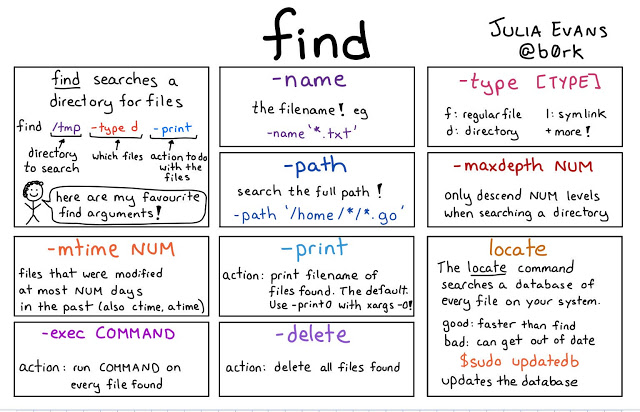 find
JULIA EVANS
@b0rk
find searches a
directory for files
find /tmp -type d -print
directory
to search
which files
action to do
with the
files
here are my favourite
find arguments!
-name
the filename! eg
-name '*.txt'
-path
search the full path!
-path '/home/*/*.go'
-type [TYPE]
f: regular file l: symlink
d: directory + more!
-maxdepth NUM
only descend NUM levels
when searching a directory
-mtime NUM
files that were modified
at most NUM days
in the past (also ctime, atime)
-print
action: print filename of
files found. The default.
Use -print0 with xargs -0!
locate
The locate command
searches a database of
every file on your system.
good: faster than find
bad: can get out of date
$sudo updatedb
updates the database
-exec COMMAND
action: run COMMAND on
every file found
-delete
action: delete all files found